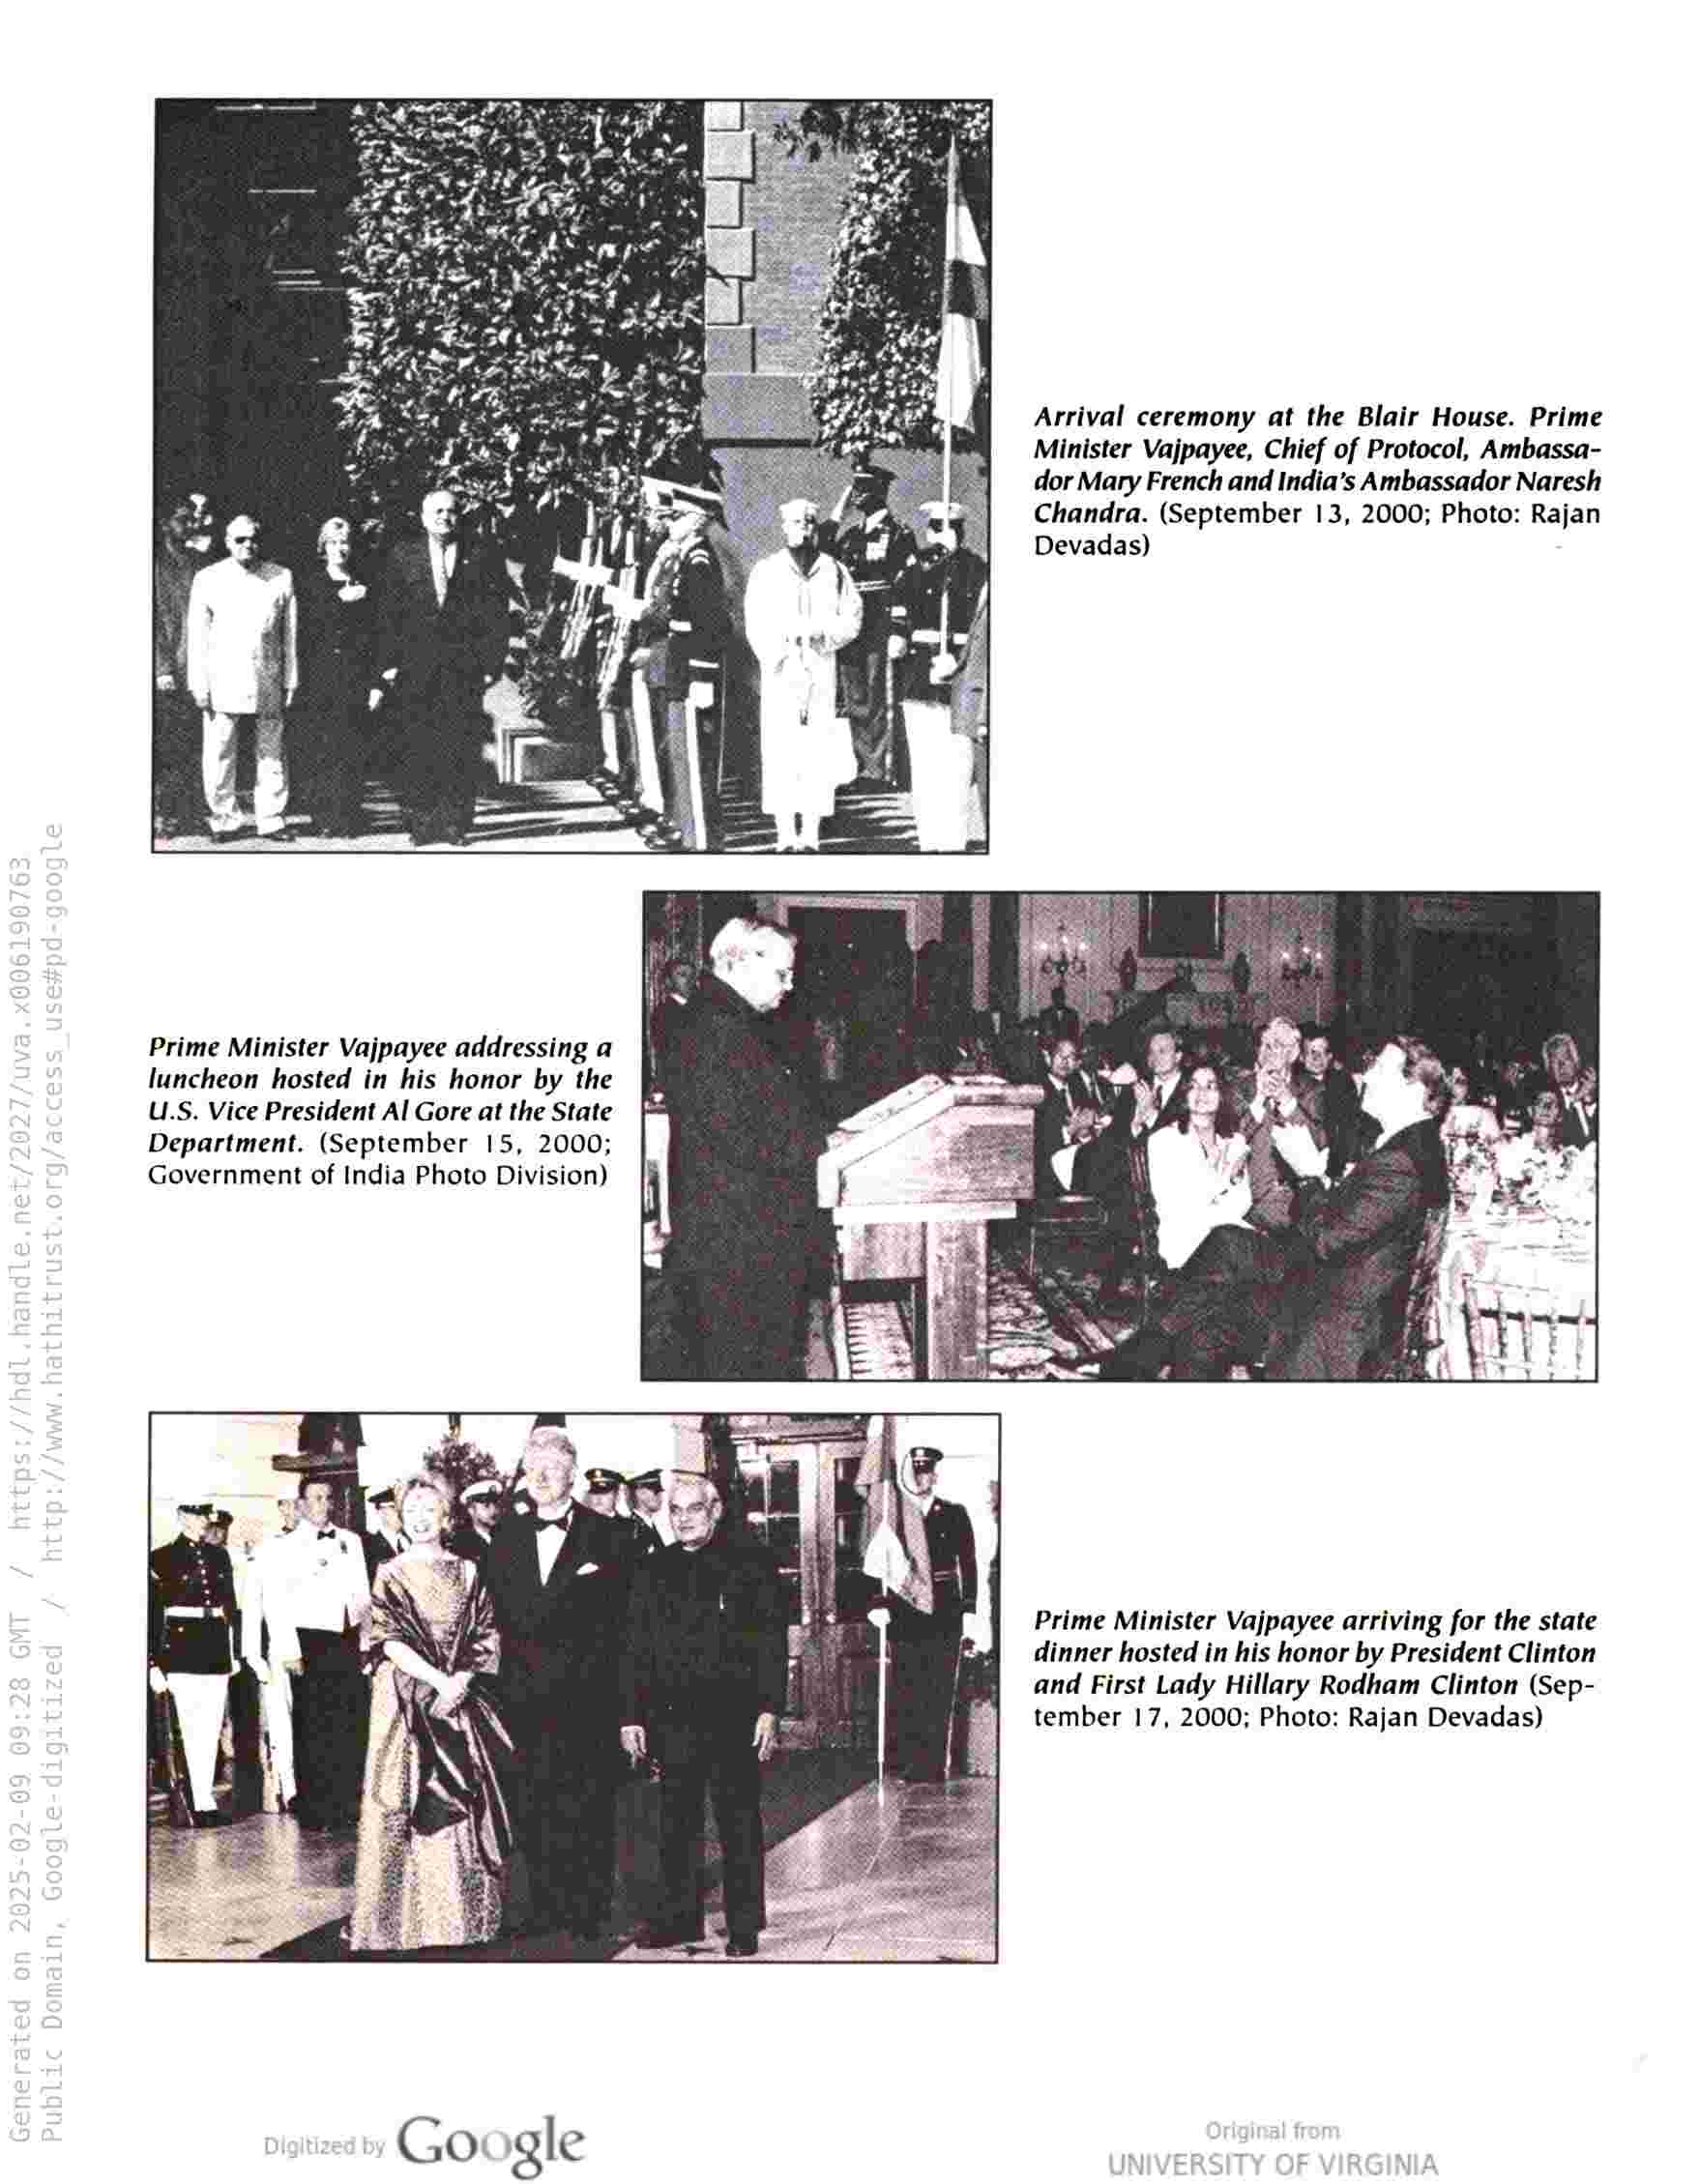 Arrival ceremony at the Blair House. Prime
Minister Vajpayee, Chief of Protocol, Ambassa-
dor Mary French and India's Ambassador Naresh
Chandra. (September 13, 2000; Photo: Rajan
Devadas)
Prime Minister Vajpayee addressing a
luncheon hosted in his honor by the
U.S. Vice President Al Gore at the State
Department. (September 15, 2000;
Government of India Photo Division)
Prime Minister Vajpayee arriving for the state
dinner hosted in his honor by President Clinton
and First Lady Hillary Rodham Clinton (Sep-
tember 17, 2000; Photo: Rajan Devadas)
Generated on 2025-02-09 09:28 GMT / https://hdl.handle.net/2027/uva.x006190763
Public Domain, Google-digitized / http://www.hathitrust.org/access_use#pd-google
Digitized by Google
Original from
UNIVERSITY OF VIRGINIA